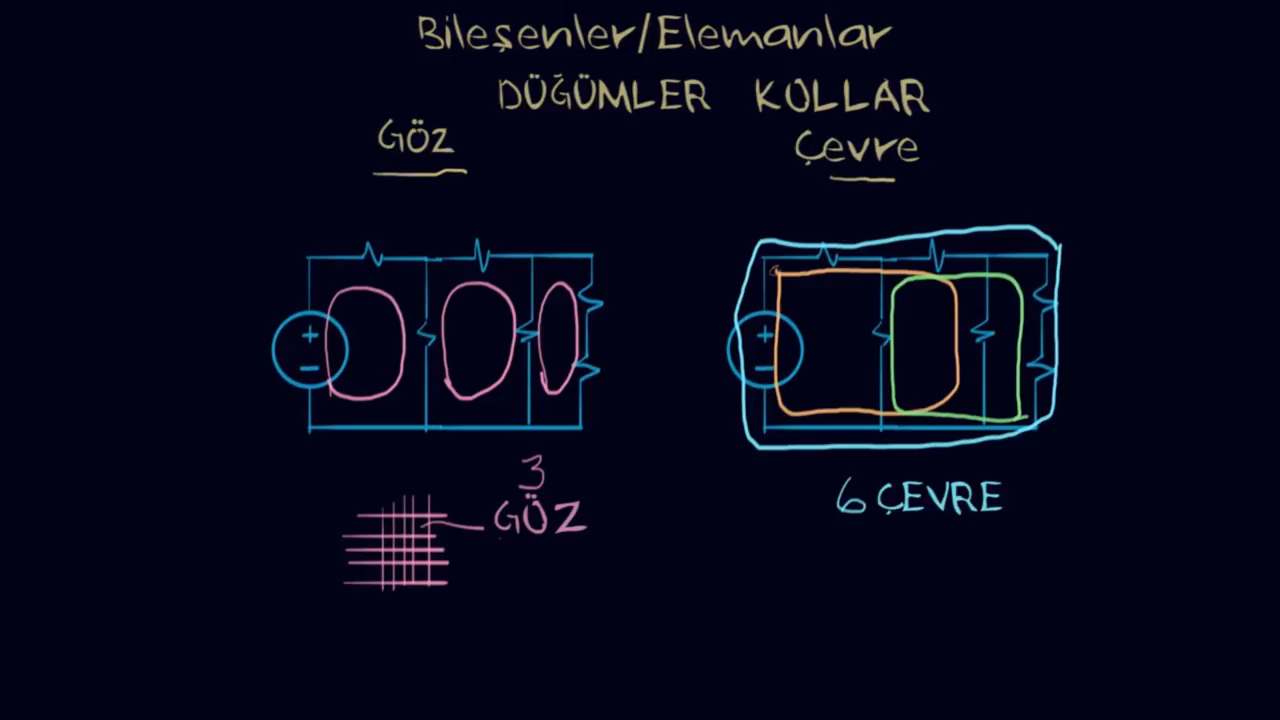 Bileşenler/Elemanlar
DÜĞÜMLER KOLLAR
GÖZ Çevre
+ +
- -
3
GÖZ
6 ÇEVRE